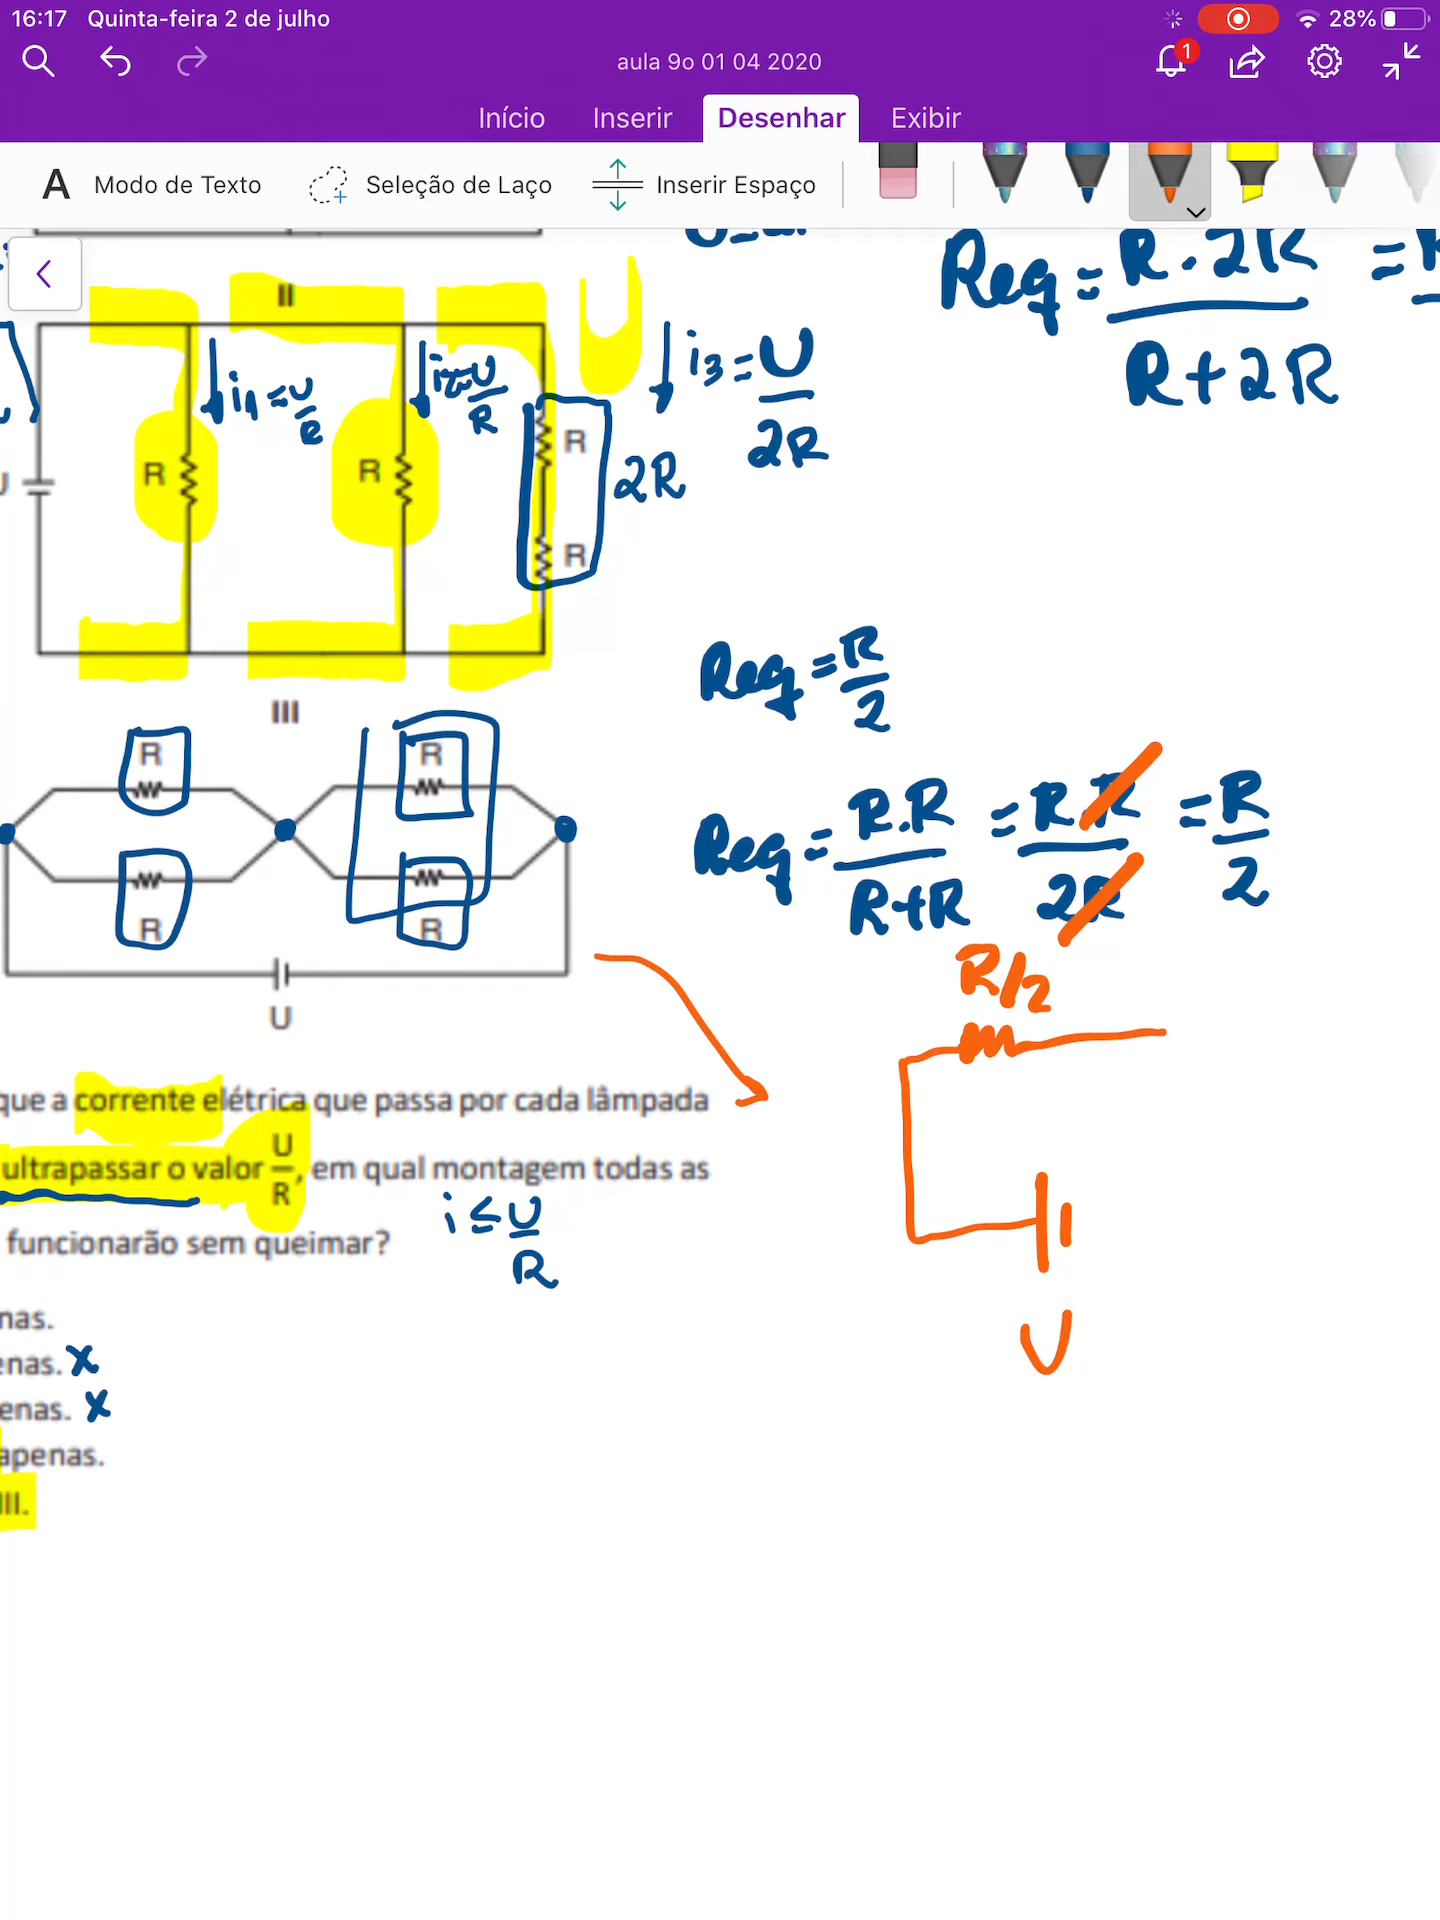 16:17 Quinta-feira 2 de julho
28%
aula 9o 01 04 2020
1
Início Inserir Desenhar Exibir
A Modo de Texto Seleção de Laço Inserir Espaço
Req = R.2R =
R+2R
II
i1 = U/R
U/R
i3 = U/2R
R
R
R
R
2R
Req = R/2
III
R
R
R
R
U
Req = R.R/R+R = R.R/2R = R/2
R/2
U
que a corrente elétrica que passa por cada lâmpada
ultrapassar o valor U/R, em qual montagem todas as
funcionarão sem queimar?
i ≤ U/R
nas.
enas. x
enas. x
apenas.
III.